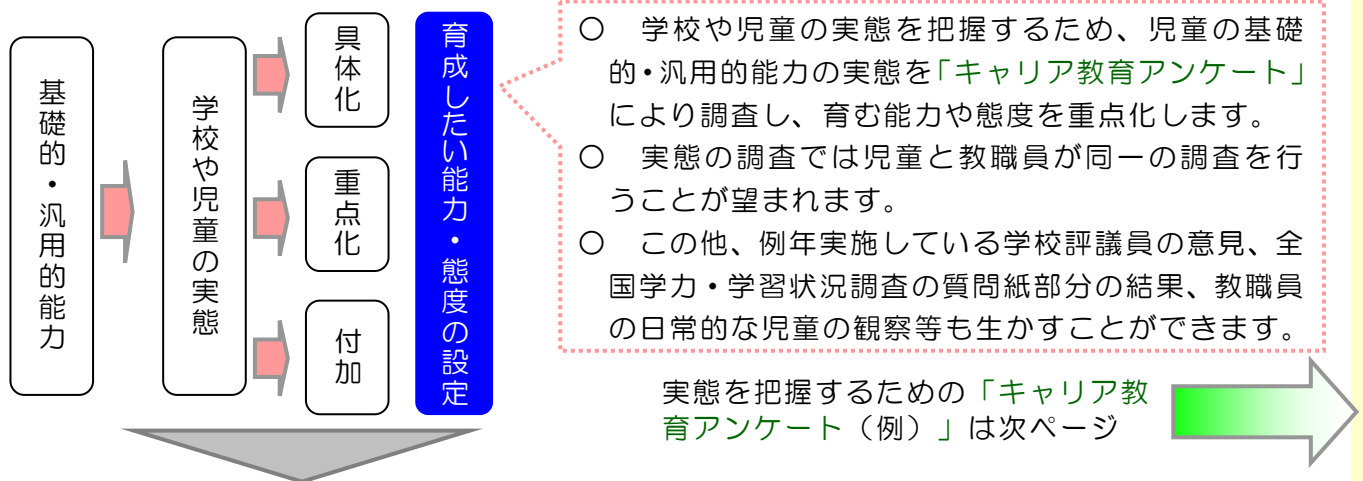 基礎的・汎用的能力
学校や児童の実態
具体化
重点化
付加
育成したい能力・態度の設定
○　学校や児童の実態を把握するため、児童の基礎
的・汎用的能力の実態を「キャリア教育アンケート」
により調査し、育む能力や態度を重点化します。
○　実態の調査では児童と教職員が同一の調査を行
うことが望まれます。
○　この他、例年実施している学校評議員の意見、全
国学力・学習状況調査の質問紙部分の結果、教職員
の日常的な児童の観察等も生かすことができます。
実態を把握するための「キャリア教
育アンケート（例）」は次ページ